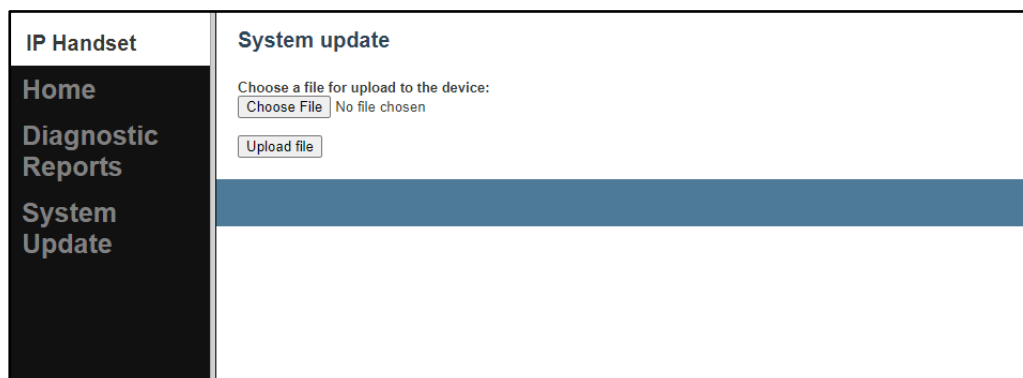 IP Handset
Home
Diagnostic
Reports
System
Update
System update
Choose a file for upload to the device:
Choose File No file chosen
Upload file